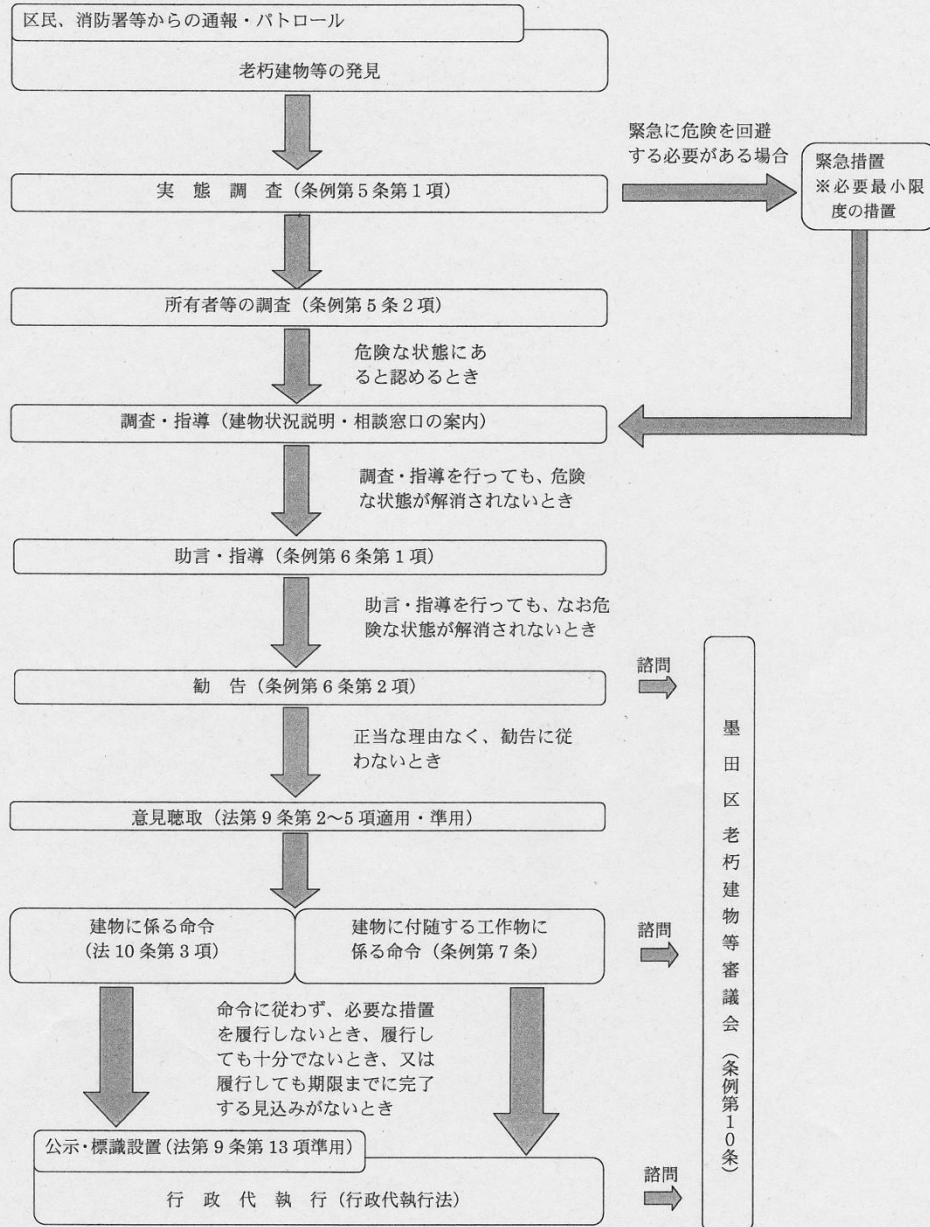 区民、消防署等からの通報・パトロール
老朽建物等の発見
緊急に危険を回避
する必要がある場合
緊急措置
※必要最小限
度の措置
実　態　調　査（条例第５条第１項）
所有者等の調査（条例第５条２項）
危険な状態にあ
ると認めるとき
調査・指導（建物状況説明・相談窓口の案内）
調査・指導を行っても、危険
な状態が解消されないとき
助言・指導（条例第６条第１項）
助言・指導を行っても、なお危
険な状態が解消されないとき
勧　告（条例第６条第２項）
諮問
正当な理由なく、勧告に従
わないとき
意見聴取（法第９条第２～５項適用・準用）
建物に係る命令
(法 10 条第３項)
建物に付随する工作物に
係る命令（条例第７条）
諮問
命令に従わず、必要な措置
を履行しないとき、履行し
ても十分でないとき、又は
履行しても期限までに完了
する見込みがないとき
公示・標識設置(法第９条第 13 項準用)
行　政　代　執　行（行政代執行法）
諮問
墨田区老朽建物等審議会（条例第１０条）